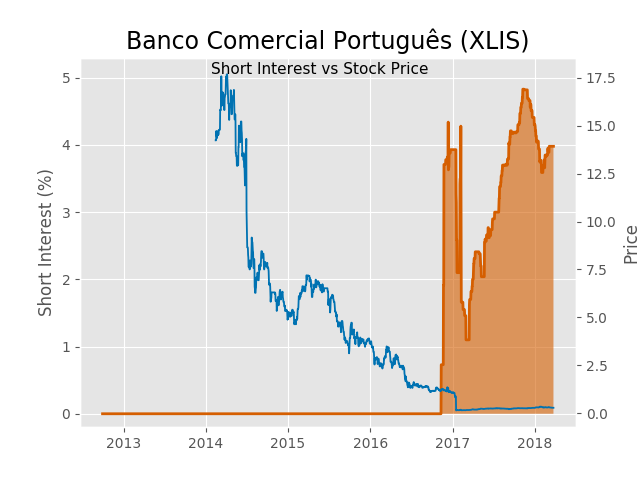 Banco Comercial Português (XLIS)
Short Interest vs Stock Price
Short Interest (%)
5
4
3
2
1
0
17.5
15.0
12.5
10.0
7.5
5.0
2.5
0.0
Price
2013 2014 2015 2016 2017 2018